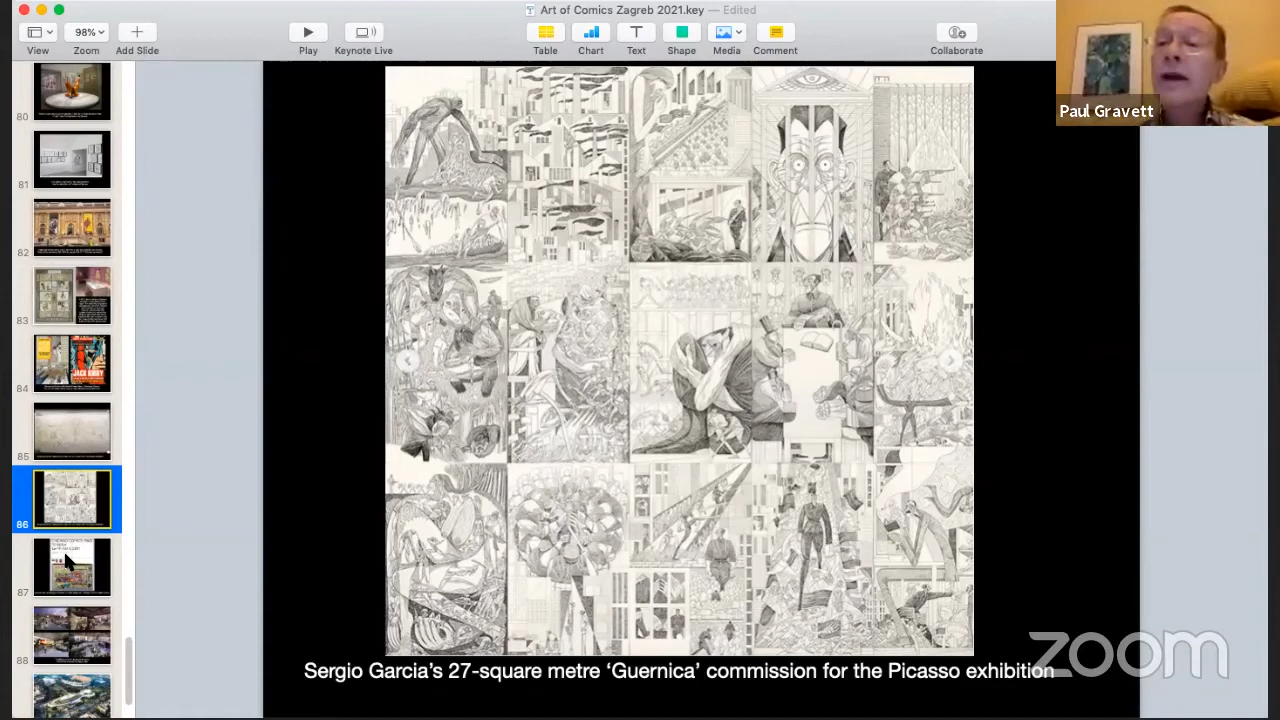 Art of Comics Zagreb 2021.key — Edited
98%
View
Zoom
Add Slide
Play
Keynote Live
Table
Chart
Text
Shape
Media
Comment
Collaborate
Paul Gravett
80
81
82
83
84
JACK KIRBY
85
86
87
88
Sergio Garcia's 27-square metre ‘Guernica’ commission for the Picasso exhibition
zoom